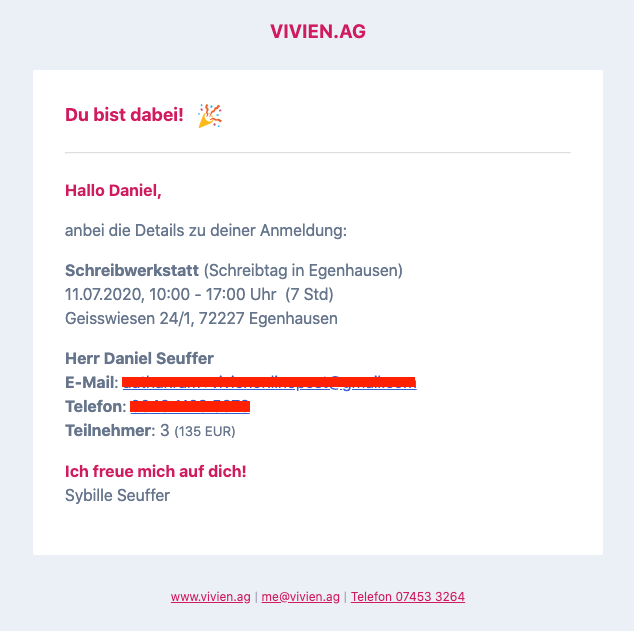 VIVIEN.AG
Du bist dabei! 🎉
Hallo Daniel,
anbei die Details zu deiner Anmeldung:
Schreibwerkstatt (Schreibtag in Egenhausen)
11.07.2020, 10:00 - 17:00 Uhr (7 Std)
Geisswiesen 24/1, 72227 Egenhausen
Herr Daniel Seuffer
E-Mail:
Telefon:
Teilnehmer: 3 (135 EUR)
Ich freue mich auf dich!
Sybille Seuffer
www.vivien.ag | me@vivien.ag | Telefon 07453 3264